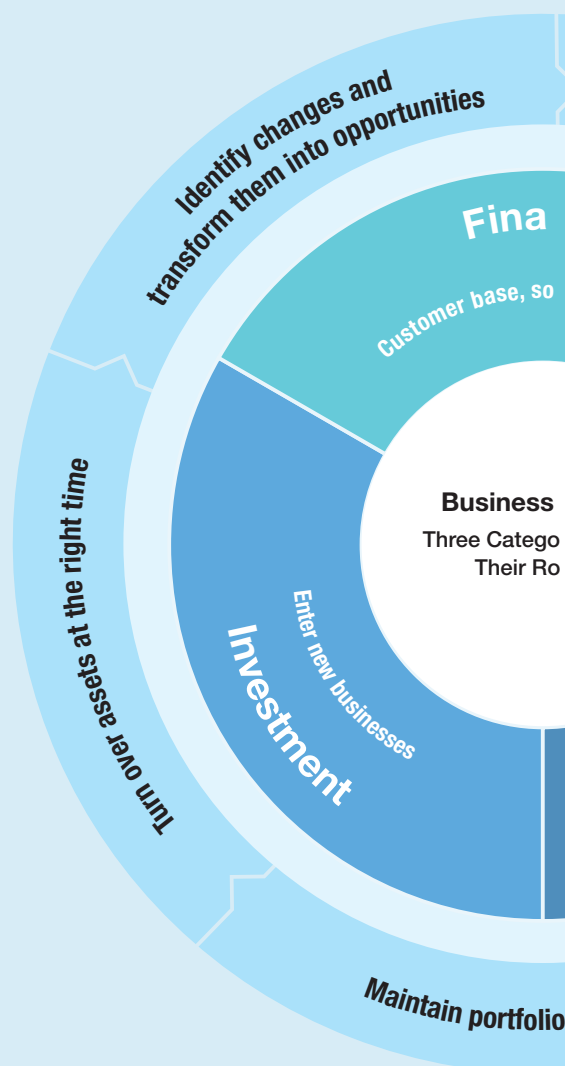 Identify changes and
transform them into opportunities
Fina
Customer base, so
Business
Three Catego
Their Ro
Enter new businesses
Investment
Turn over assets at the right time
Maintain portfolio